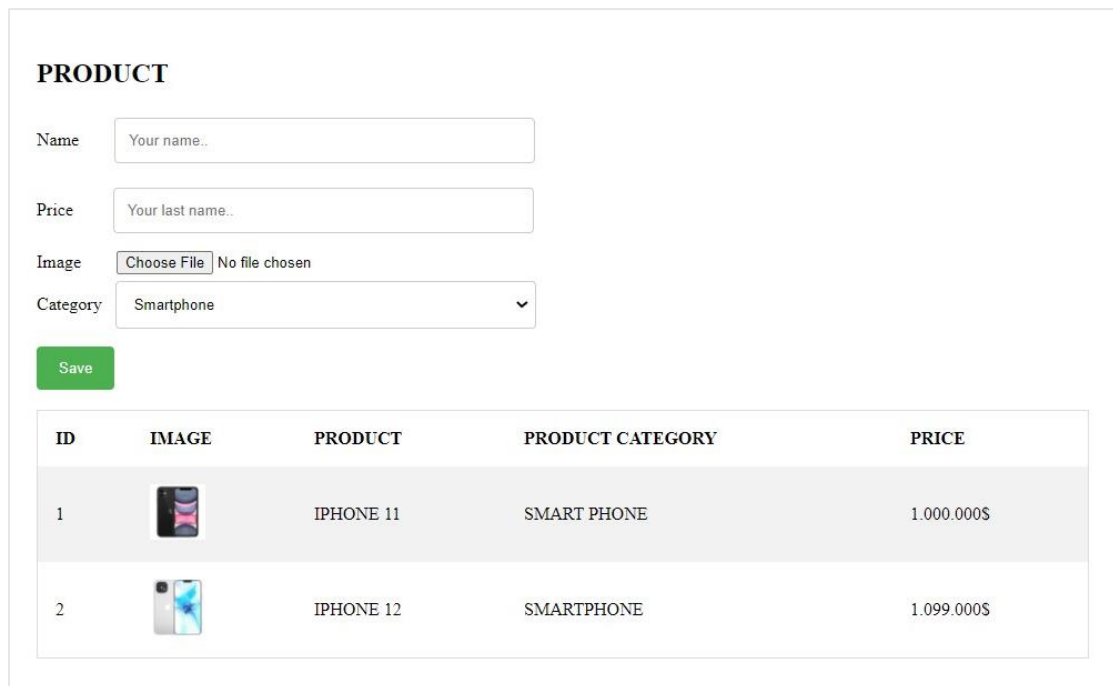 PRODUCT
Name Your name..
Price Your last name..
Image Choose File No file chosen
Category Smartphone
Save
ID IMAGE PRODUCT PRODUCT CATEGORY PRICE
1 IPHONE 11 SMART PHONE 1.000.000$
2 IPHONE 12 SMARTPHONE 1.099.000$